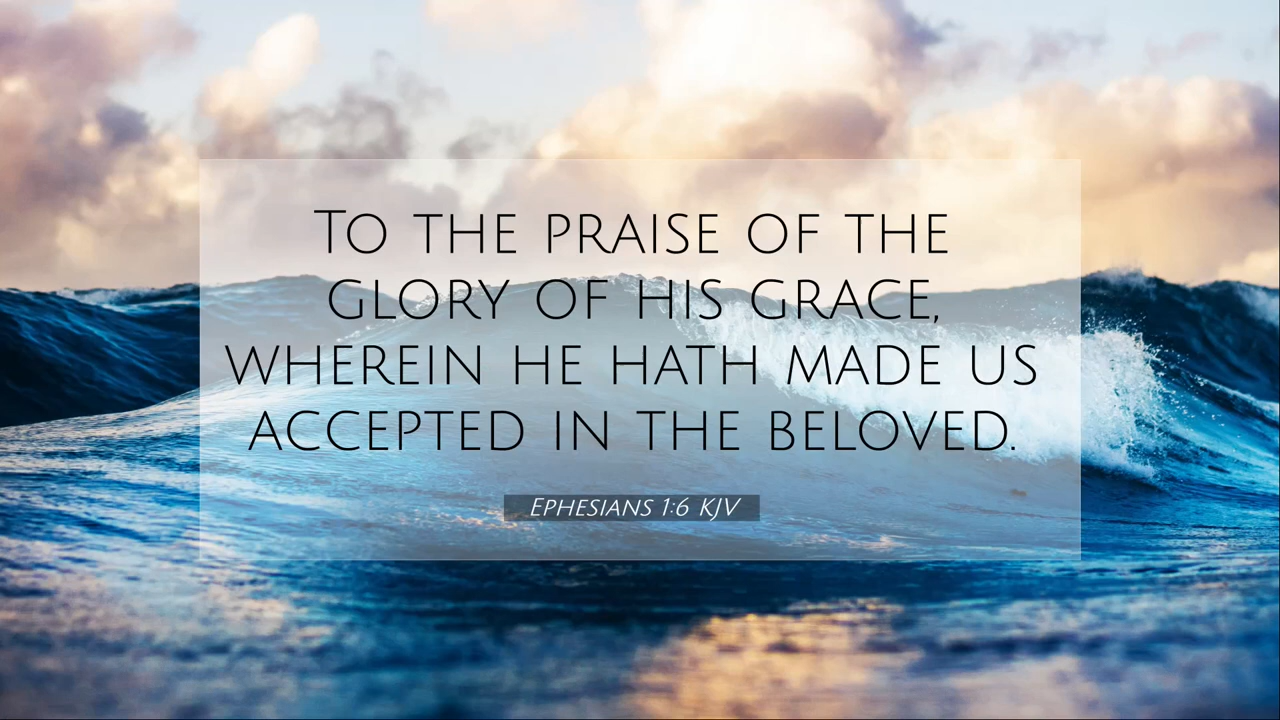 To the praise of the
glory of his grace,
wherein he hath made us
accepted in the beloved.
Ephesians 1:6 KJV